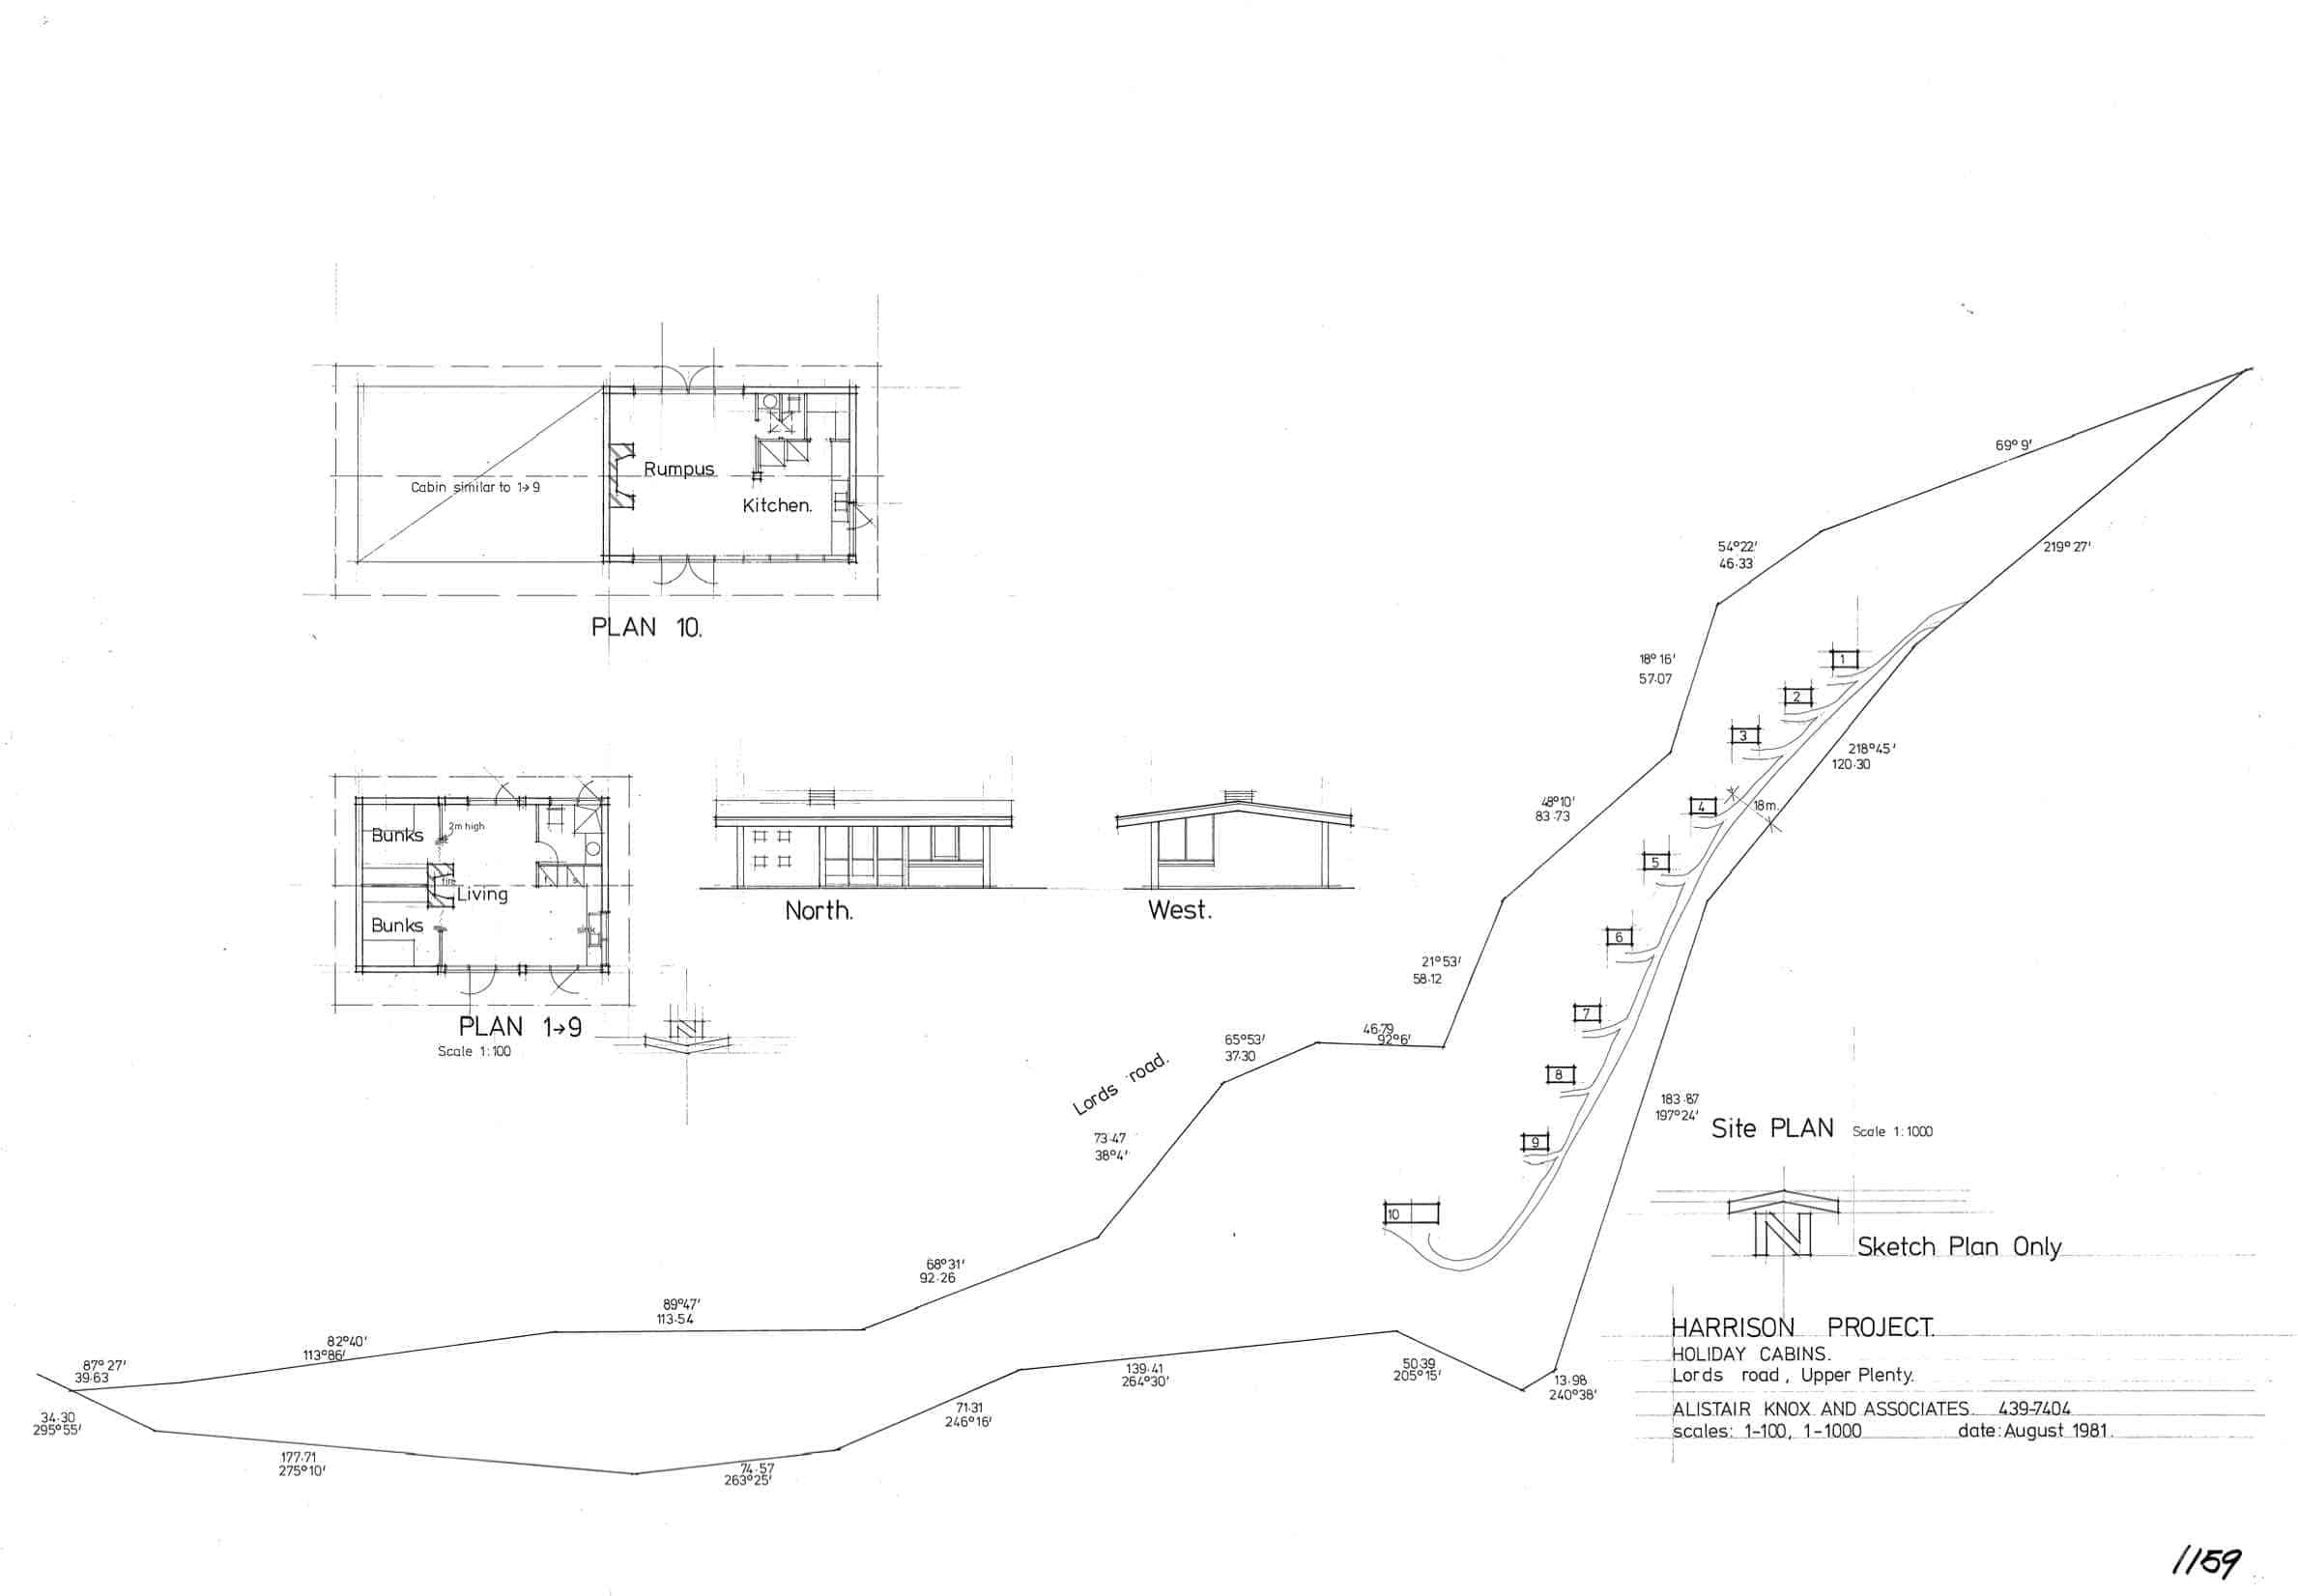 Rumpus
Cabin similar to 1→9
Kitchen.
PLAN 10.
Bunks
2m high
fire
Living
Bunks
sink
PLAN 1→9
Scale 1:100
N
North.
West.
69° 9'
219° 27'
54°22'
46·33
18° 16'
57·07
48°10'
83·73
21°53'
58·12
46·79
92°6'
65°53'
37·30
Lords road.
73·47
38°4'
68°31'
92·26
89°47'
113·54
82°40'
113°86'
87° 27'
39·63
34·30
295°55'
177·71
275°10'
74·57
263°25'
71·31
246°16'
139·41
264°30'
50·39
205°15'
13·98
240°38'
183·87
197°24'
218°45'
120·30
18m.
1
2
3
4
5
6
7
8
9
10
Site PLAN Scale 1:1000
N
Sketch Plan Only
HARRISON PROJECT.
HOLIDAY CABINS.
Lords road, Upper Plenty.
ALISTAIR KNOX AND ASSOCIATES 439-7404
scales: 1-100, 1-1000 date: August 1981.
1159